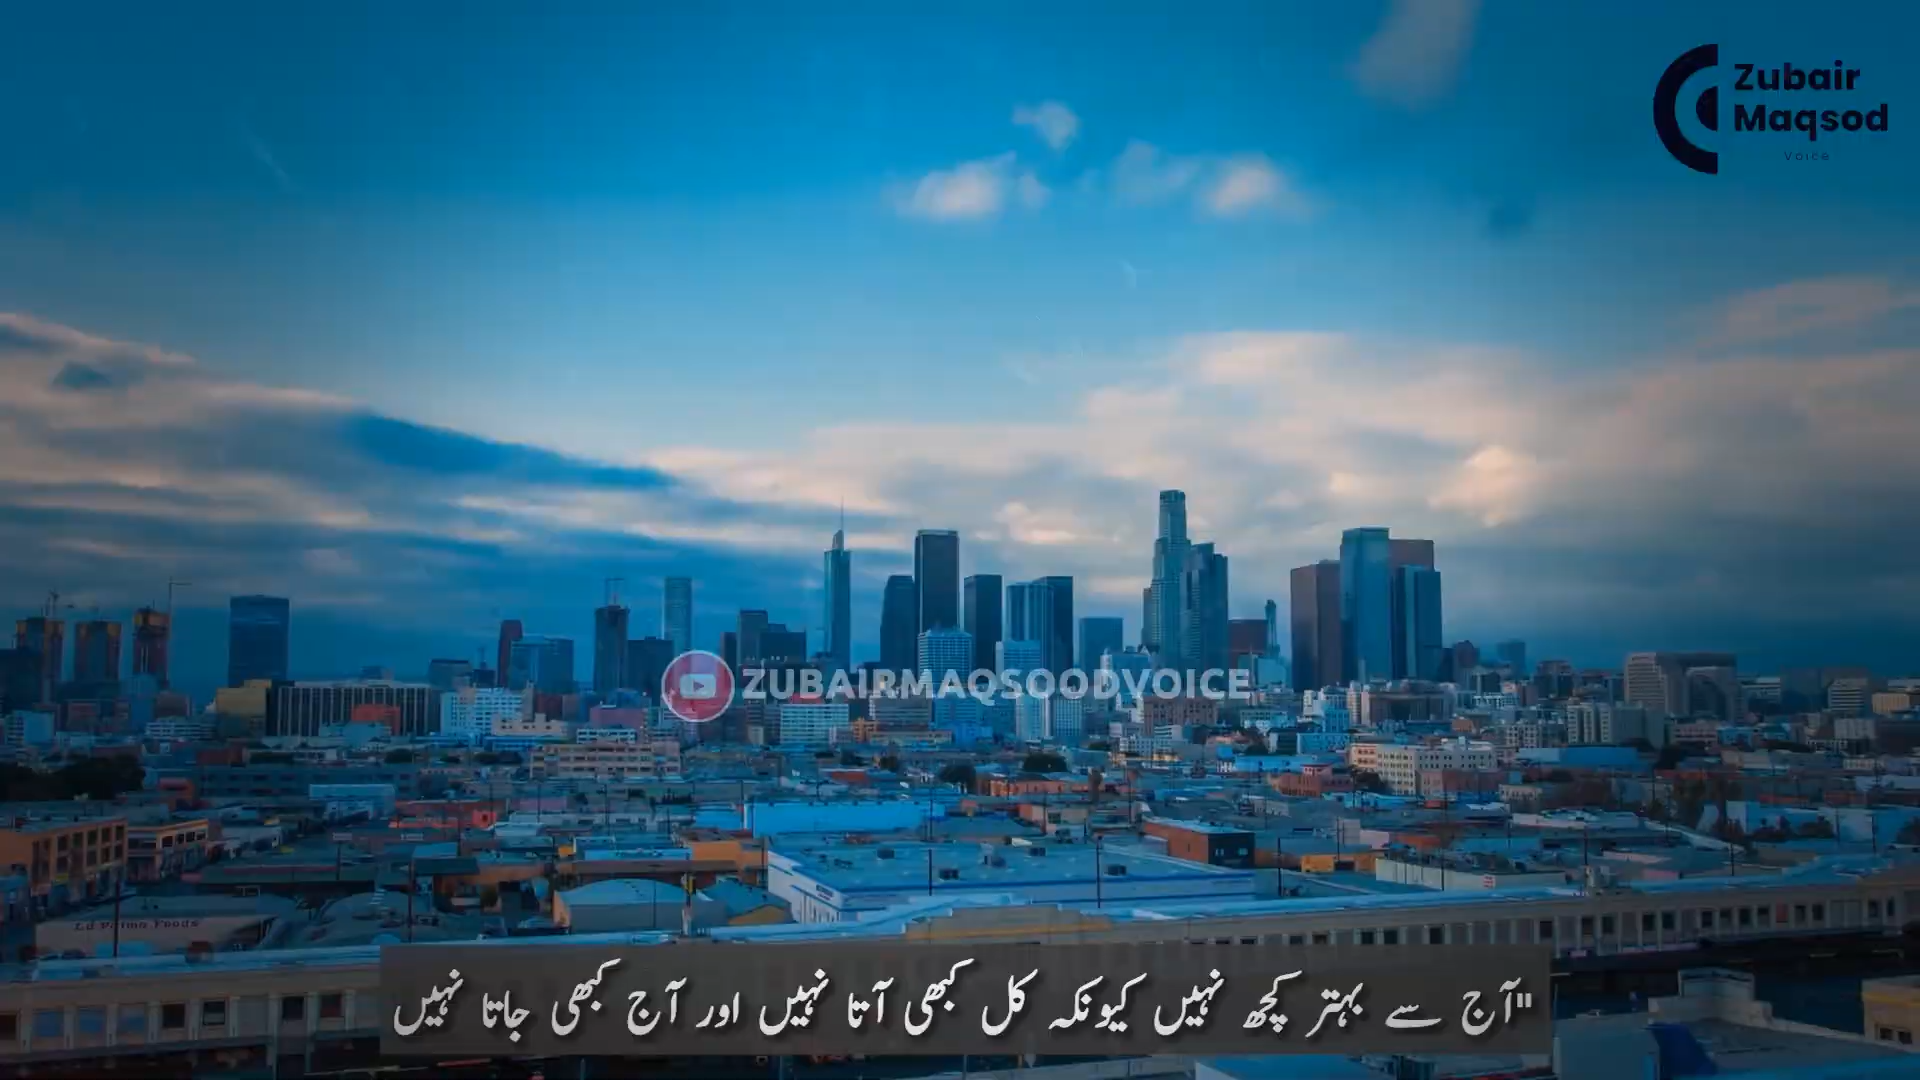 Zubair
Maqsod
Voice
ZUBAIRMAQSOODVOICE
"آج سے بہتر کچھ نہیں کیونکہ کل کبھی آتا نہیں اور آج کبھی جاتا نہیں